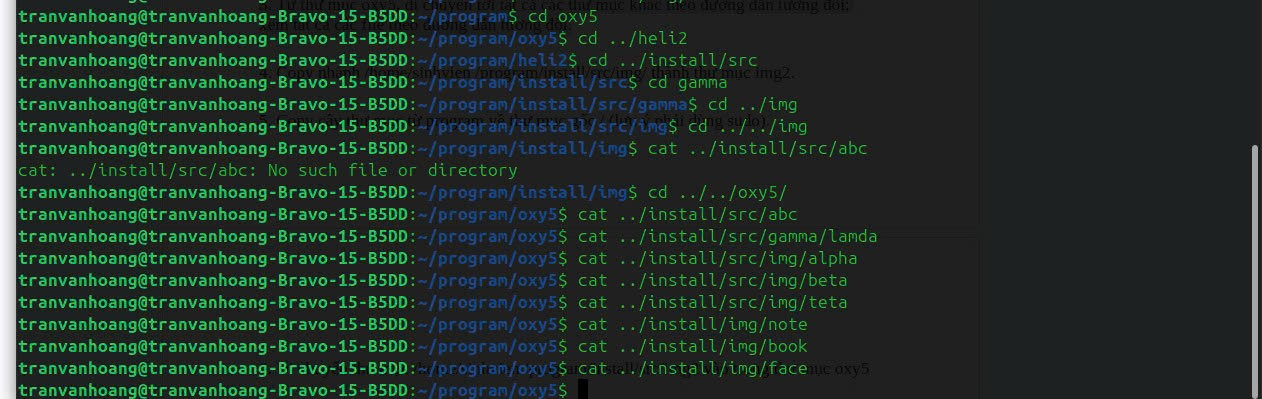 tranvanhoang@tranvanhoang-Bravo-15-B5DD:~/program$ cd oxy5
tranvanhoang@tranvanhoang-Bravo-15-B5DD:~/program/oxy5$ cd ../heli2
tranvanhoang@tranvanhoang-Bravo-15-B5DD:~/program/heli2$ cd ../install/src
tranvanhoang@tranvanhoang-Bravo-15-B5DD:~/program/install/src$ cd gamma
tranvanhoang@tranvanhoang-Bravo-15-B5DD:~/program/install/src/gamma$ cd ../img
tranvanhoang@tranvanhoang-Bravo-15-B5DD:~/program/install/src/img$ cd ../../img
tranvanhoang@tranvanhoang-Bravo-15-B5DD:~/program/install/img$ cat ../install/src/abc
cat: ../install/src/abc: No such file or directory
tranvanhoang@tranvanhoang-Bravo-15-B5DD:~/program/install/img$ cd ../../oxy5/
tranvanhoang@tranvanhoang-Bravo-15-B5DD:~/program/oxy5$ cat ../install/src/abc
tranvanhoang@tranvanhoang-Bravo-15-B5DD:~/program/oxy5$ cat ../install/src/gamma/lamda
tranvanhoang@tranvanhoang-Bravo-15-B5DD:~/program/oxy5$ cat ../install/src/img/alpha
tranvanhoang@tranvanhoang-Bravo-15-B5DD:~/program/oxy5$ cat ../install/src/img/beta
tranvanhoang@tranvanhoang-Bravo-15-B5DD:~/program/oxy5$ cat ../install/src/img/teta
tranvanhoang@tranvanhoang-Bravo-15-B5DD:~/program/oxy5$ cat ../install/img/note
tranvanhoang@tranvanhoang-Bravo-15-B5DD:~/program/oxy5$ cat ../install/img/book
tranvanhoang@tranvanhoang-Bravo-15-B5DD:~/program/oxy5$ cat ../install/img/face
tranvanhoang@tranvanhoang-Bravo-15-B5DD:~/program/oxy5$